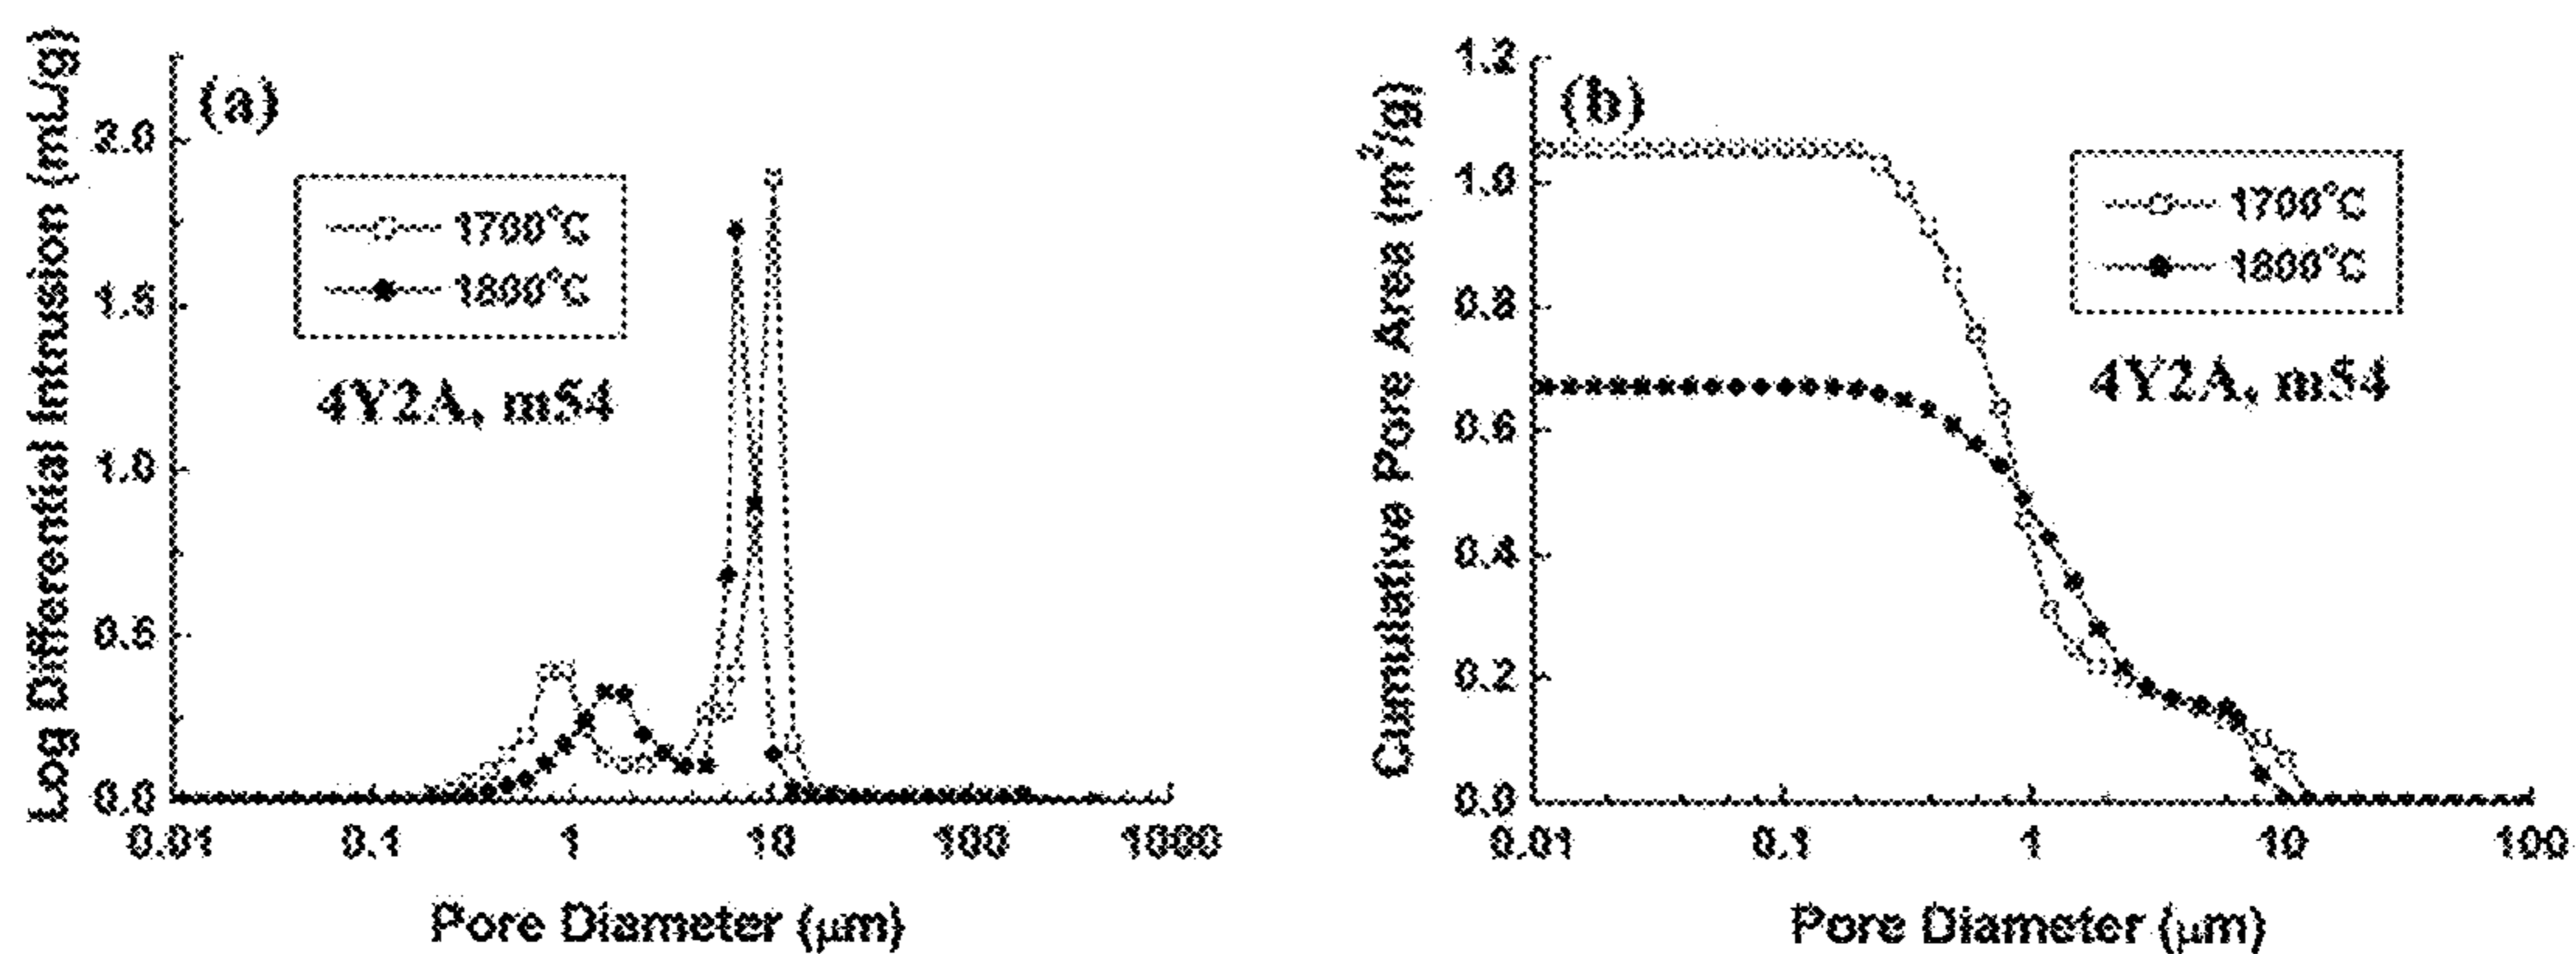 (a)
Log Differential Intrusion (mL/g)
2.0
1.5
1.0
0.5
0.0
1700°C
1800°C
4Y2A, m54
0.01 0.1 1 10 100 1000
Pore Diameter (μm)
(b)
Cumulative Pore Area (m²/g)
1.2
1.0
0.8
0.6
0.4
0.2
0.0
1700°C
1800°C
4Y2A, m54
0.01 0.1 1 10 100
Pore Diameter (μm)